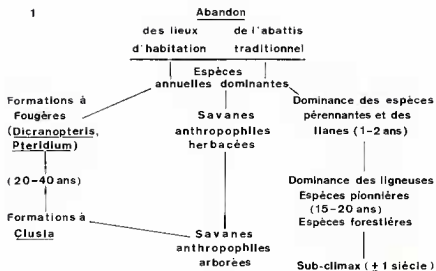 1
Abandon
des lieux de l'abattis
d'habitation traditionnel
Espèces
annuelles dominantes
Formations à
Fougères
(Dicranopteris,
Pteridium)
Savanes
anthropophiles
herbacées
Dominance des espèces
pérennantes et des
lianes (1-2 ans)
(20-40 ans)
Dominance des ligneuses
Espèces pionnières
(15-20 ans)
Espèces forestières
Formations à
Clusia
Savanes
anthropophiles
arborées
Sub-climax (± 1 siècle)